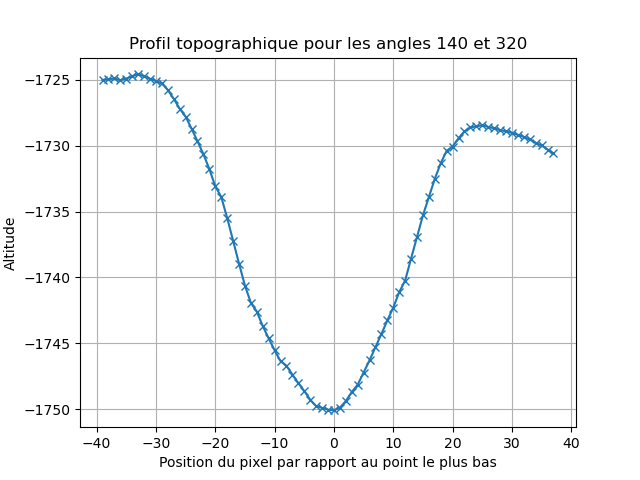 Profil topographique pour les angles 140 et 320
−1725
−1730
−1735
−1740
−1745
−1750
Altitude
−40 −30 −20 −10 0 10 20 30 40
Position du pixel par rapport au point le plus bas